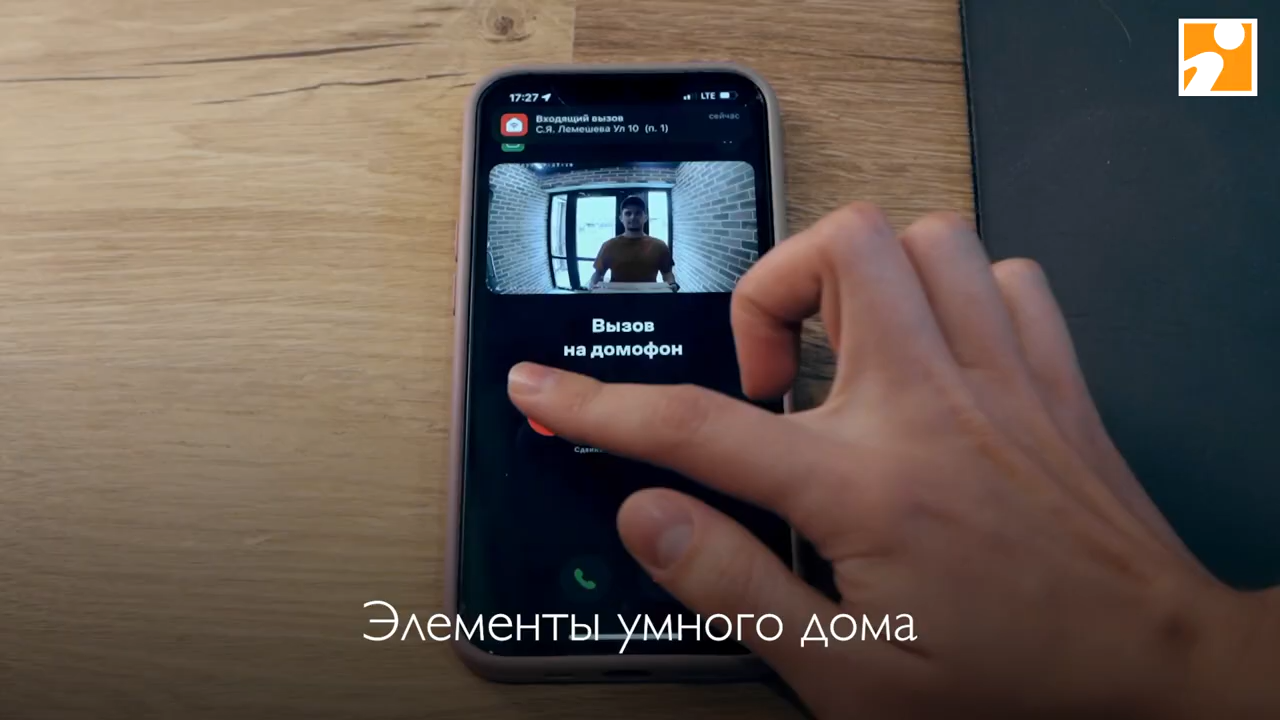 17:27
LTE
Входящий вызов
сейчас
С.Я. Лемешева Ул 10 (п. 1)
Вызов
на домофон
Элементы умного дома